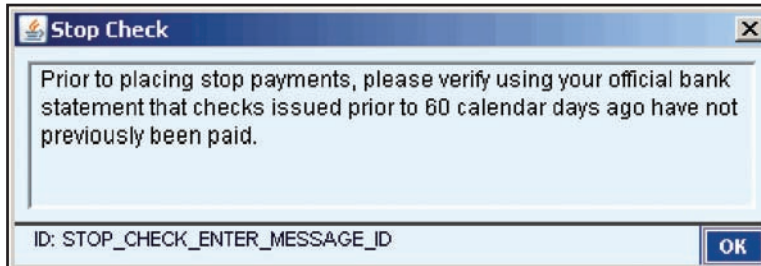 Stop Check
Prior to placing stop payments, please verify using your official bank
statement that checks issued prior to 60 calendar days ago have not
previously been paid.
ID: STOP_CHECK_ENTER_MESSAGE_ID
OK